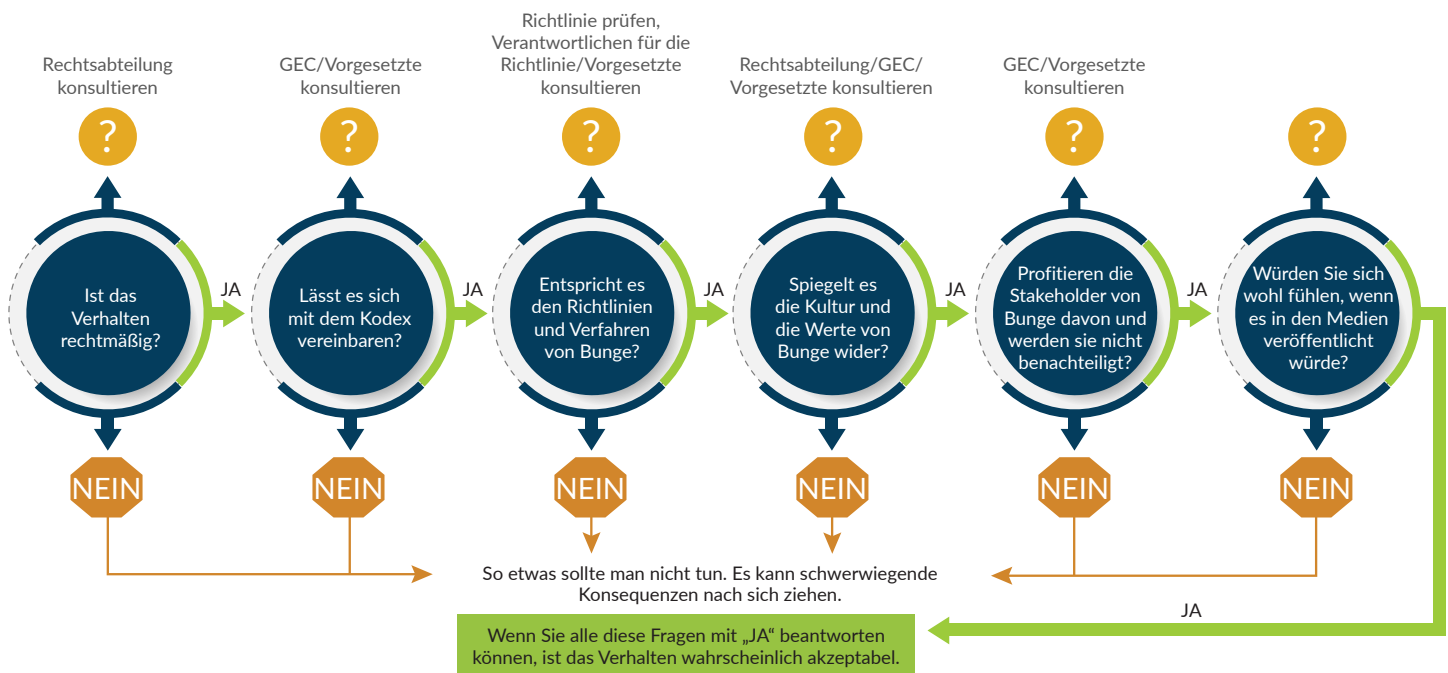 Rechtsabteilung
konsultieren
?
Ist das
Verhalten
rechtmäßig?
NEIN
JA
GEC/Vorgesetzte
konsultieren
?
Lässt es sich
mit dem Kodex
vereinbaren?
NEIN
JA
Richtlinie prüfen,
Verantwortlichen für die
Richtlinie/Vorgesetzte
konsultieren
?
Entspricht es
den Richtlinien
und Verfahren
von Bunge?
NEIN
JA
Rechtsabteilung/GEC/
Vorgesetzte konsultieren
?
Spiegelt es
die Kultur und
die Werte von
Bunge wider?
NEIN
JA
GEC/Vorgesetzte
konsultieren
?
Profitieren die
Stakeholder von
Bunge davon und
werden sie nicht
benachteiligt?
NEIN
JA
?
Würden Sie sich
wohl fühlen, wenn
es in den Medien
veröffentlicht
würde?
NEIN
So etwas sollte man nicht tun. Es kann schwerwiegende
Konsequenzen nach sich ziehen.
JA
Wenn Sie alle diese Fragen mit „JA“ beantworten
können, ist das Verhalten wahrscheinlich akzeptabel.